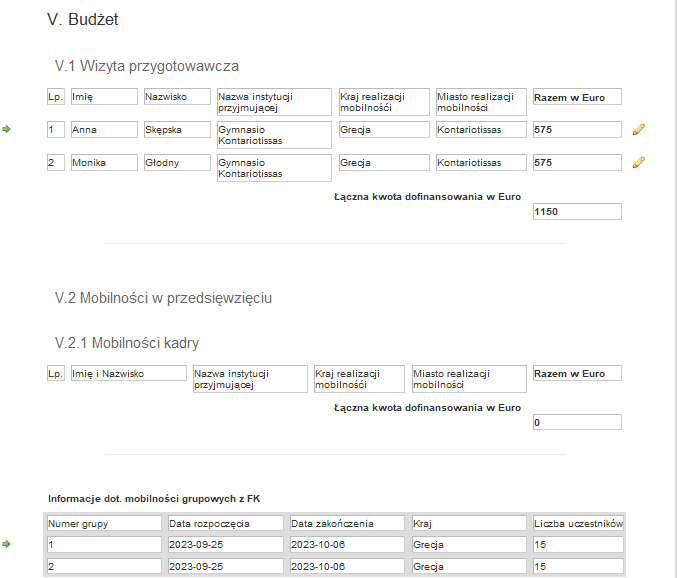 V. Budżet
V.1 Wizyta przygotowawcza
Lp. Imię Nazwisko Nazwa instytucji przyjmującej Kraj realizacji mobilnośći Miasto realizacji mobilności Razem w Euro
1 Anna Skępska Gymnasio Kontariotissas Grecja Kontariotissas 575
2 Monika Głodny Gymnasio Kontariotissas Grecja Kontariotissas 575
Łączna kwota dofinansowania w Euro
1150
V.2 Mobilności w przedsięwzięciu
V.2.1 Mobilności kadry
Lp. Imię i Nazwisko Nazwa instytucji przyjmującej Kraj realizacji mobilnośći Miasto realizacji mobilności Razem w Euro
Łączna kwota dofinansowania w Euro
0
Informacje dot. mobilności grupowych z FK
Numer grupy Data rozpoczęcia Data zakończenia Kraj Liczba uczestników
1 2023-09-25 2023-10-06 Grecja 15
2 2023-09-25 2023-10-06 Grecja 15